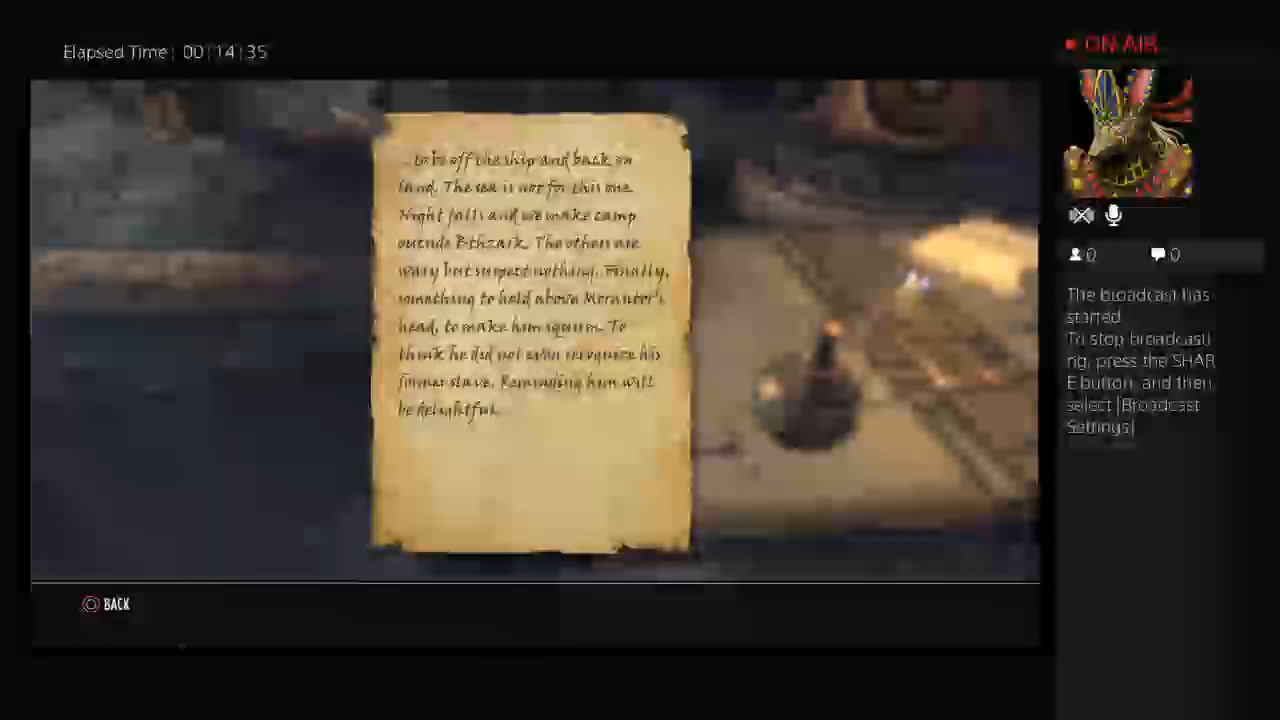 Elapsed Time | 00|14|35
ON AIR
...to be off the ship and back on
land. The sea is not for this one.
Night falls and we make camp
outside Bthzark. The others are
wary but suspect nothing. Finally,
something to hold above Morantor's
head, to make him squirm. To
think he did not even recognize his
former slave. Reminding him will
be delightful.
BACK
0
0
The broadcast has
started
To stop broadcasti
ng, press the SHAR
E button, and then
select [Broadcast
Settings]